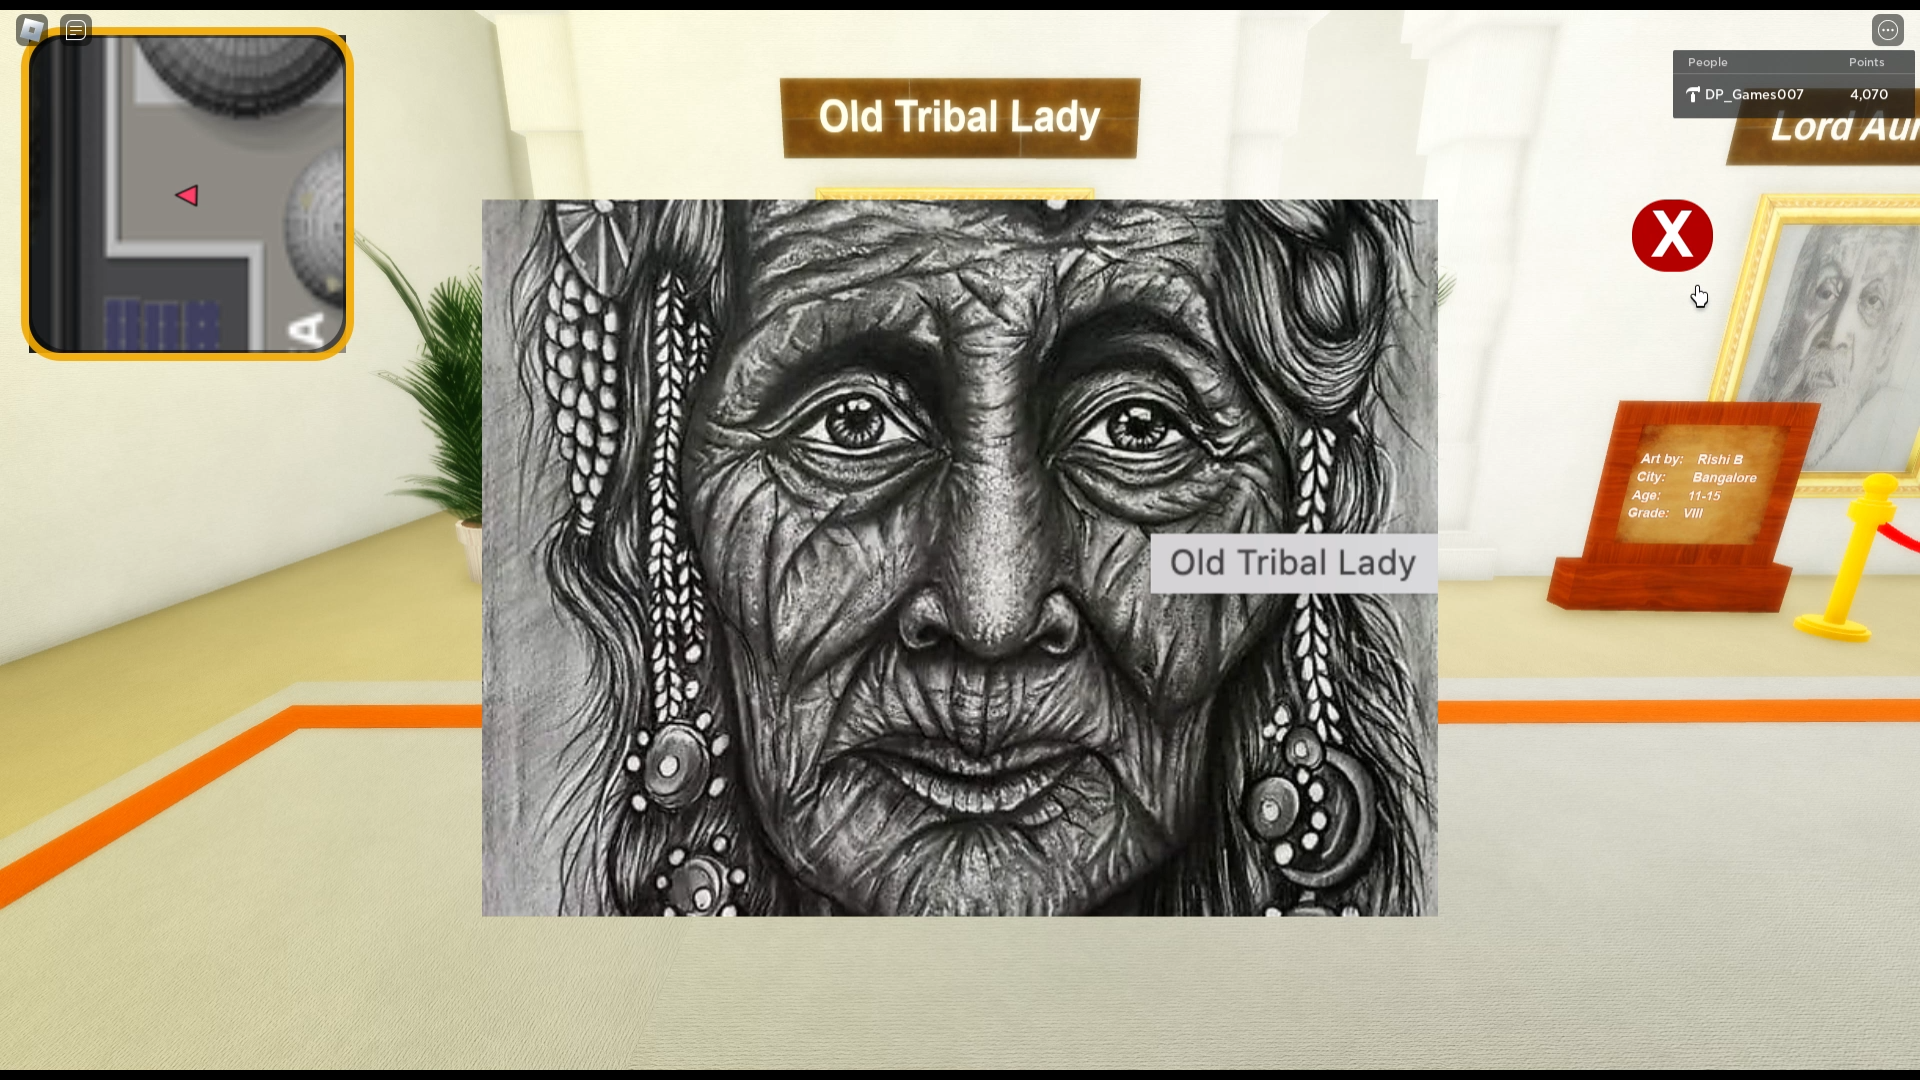 People Points
DP_Games007 4,070
Old Tribal Lady
Lord Aur
X
Old Tribal Lady
Art by: Rishi B
City: Bangalore
Age: 11-15
Grade: VIII
A